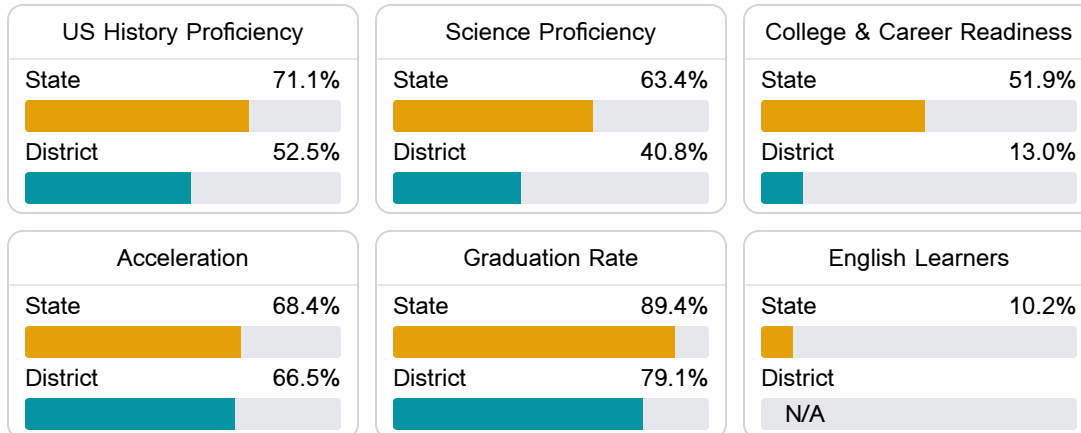 US History Proficiency
State 71.1%
District 52.5%
Science Proficiency
State 63.4%
District 40.8%
College & Career Readiness
State 51.9%
District 13.0%
Acceleration
State 68.4%
District 66.5%
Graduation Rate
State 89.4%
District 79.1%
English Learners
State 10.2%
District
N/A